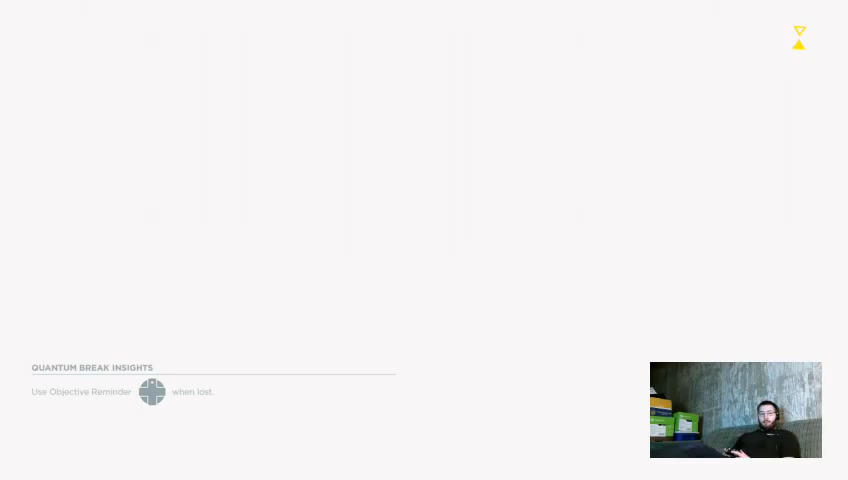 QUANTUM BREAK INSIGHTS
Use Objective Reminder when lost.